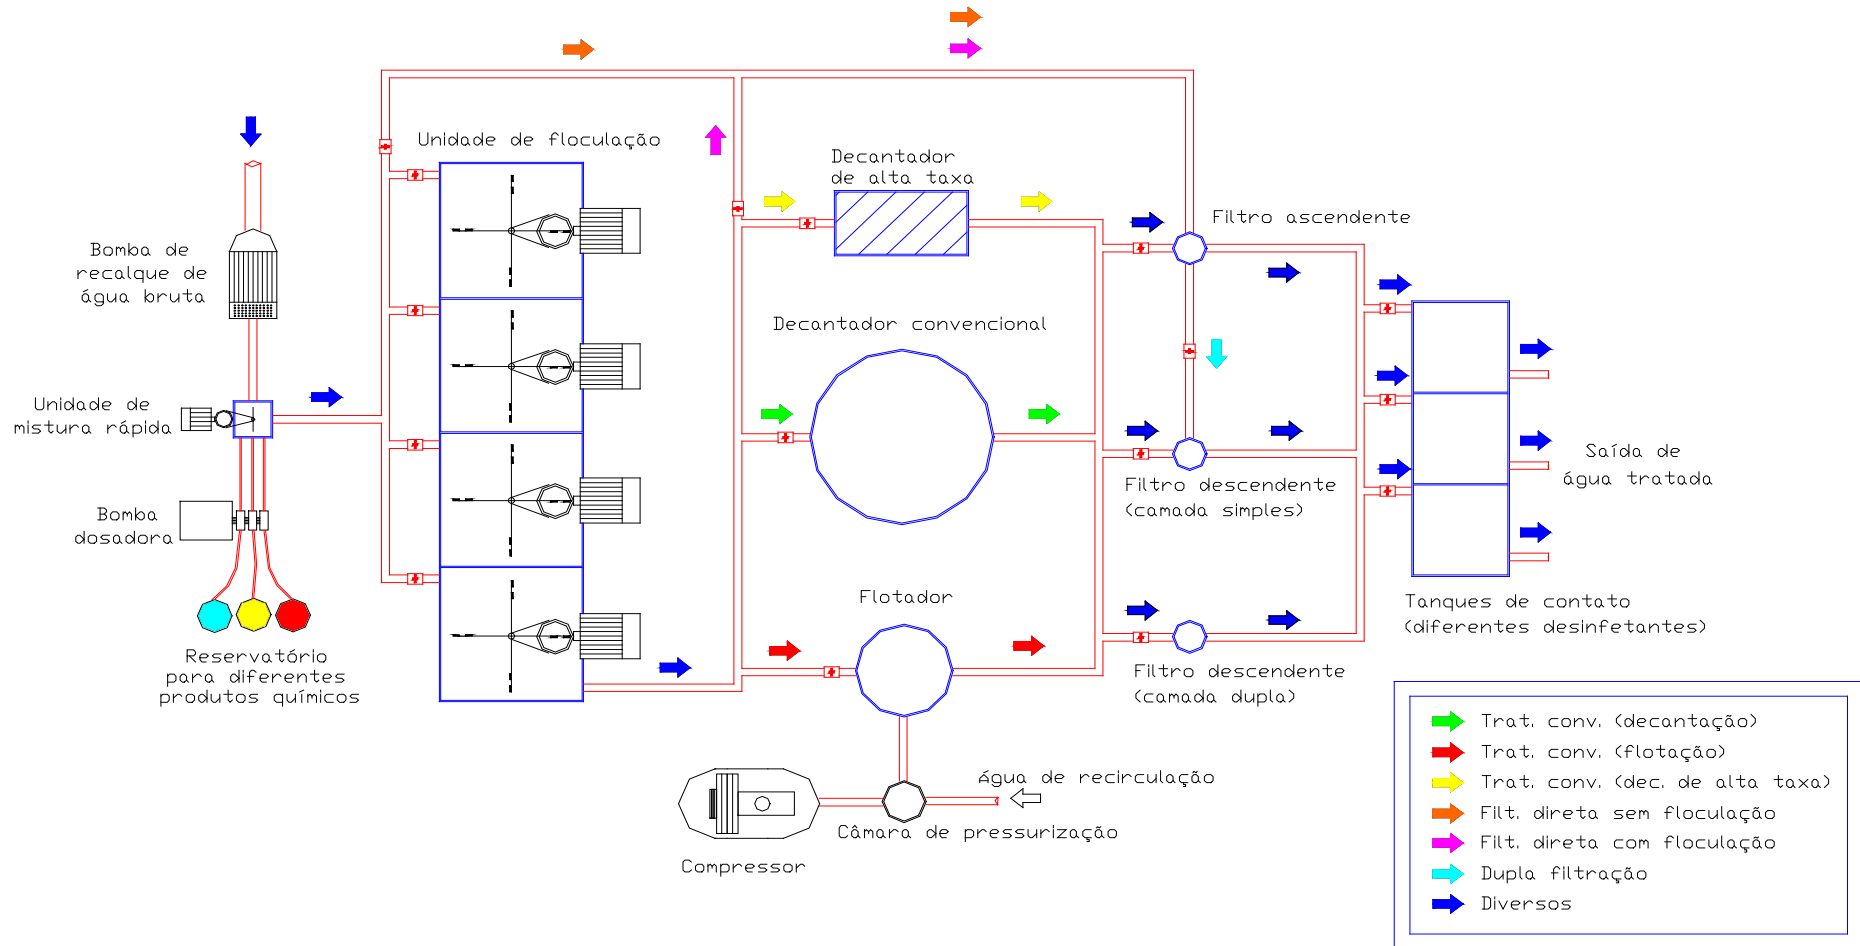 Unidade de floculação
Decantador
de alta taxa
Filtro ascendente
Bomba de
recalque de
água bruta
Decantador convencional
Unidade de
mistura rápida
Filtro descendente
(camada simples)
Saída de
água tratada
Bomba
dosadora
Flotador
Tanques de contato
(diferentes desinfetantes)
Reservatório
para diferentes
produtos químicos
Filtro descendente
(camada dupla)
Água de recirculação
Câmara de pressurização
Compressor
Trat. conv. (decantação)
Trat. conv. (flotação)
Trat. conv. (dec. de alta taxa)
Filt. direta sem floculação
Filt. direta com floculação
Dupla filtração
Diversos